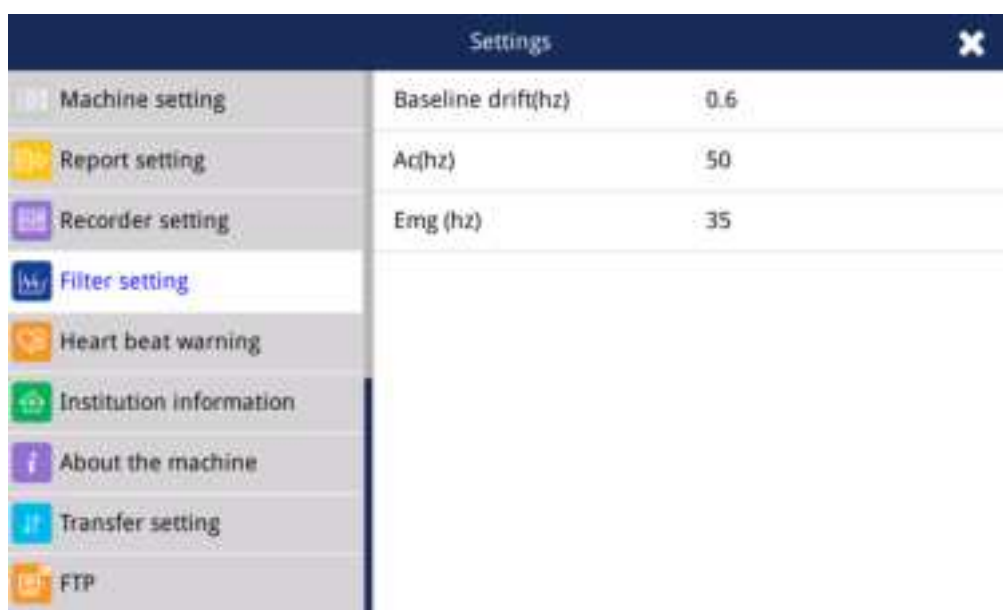 Settings
Machine setting
Report setting
Recorder setting
Filter setting
Heart beat warning
Institution information
About the machine
Transfer setting
FTP
Baseline drift(hz) 0.6
Ac(hz) 50
Emg (hz) 35